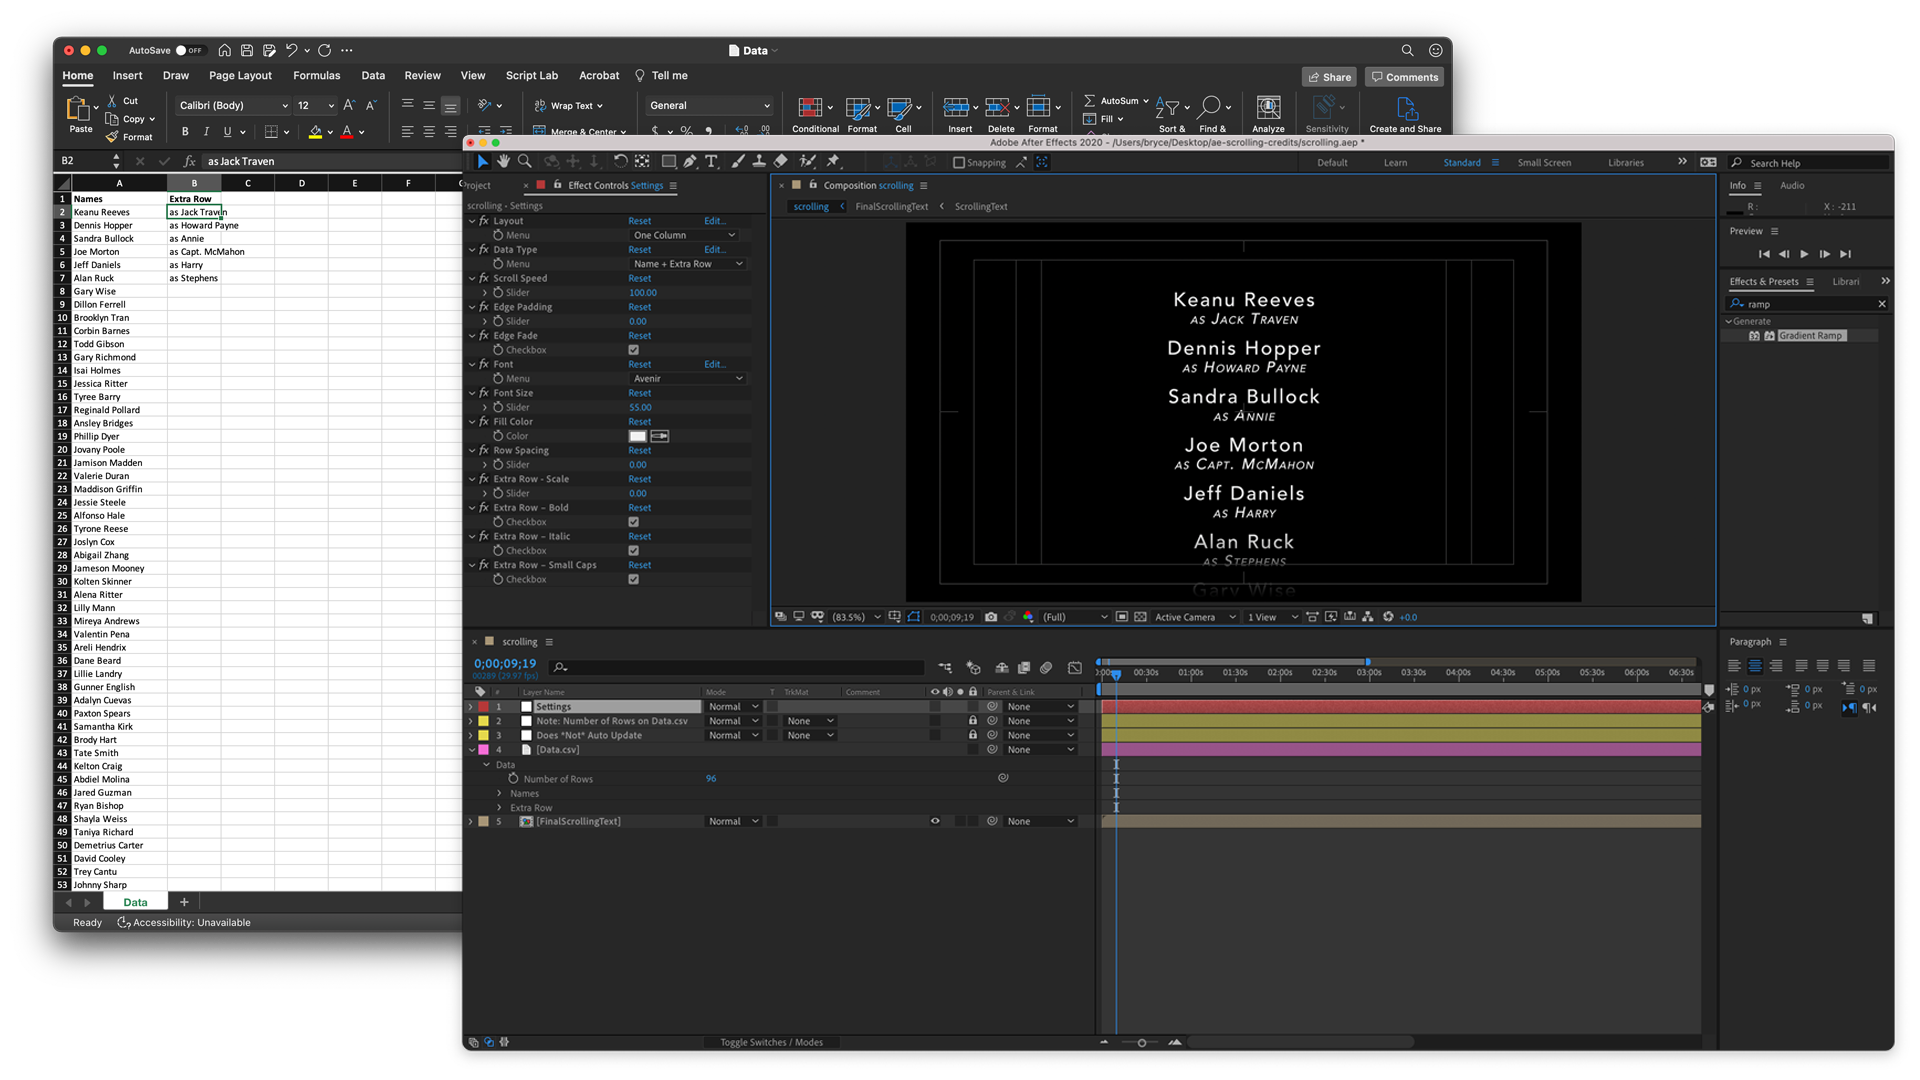 AutoSave OFF
Data
Home Insert Draw Page Layout Formulas Data Review View Script Lab Acrobat Tell me
Share Comments
Paste
Cut
Copy
Format
Calibri (Body) 12
B I U
Wrap Text
Merge & Center
General
Conditional Format Cell
Insert Delete Format
AutoSum
Fill
Sort & Find &
Analyze
Sensitivity
Create and Share
B2 fx as Jack Traven
A B C D E F
1 Names Extra Row
2 Keanu Reeves as Jack Traven
3 Dennis Hopper as Howard Payne
4 Sandra Bullock as Annie
5 Joe Morton as Capt. McMahon
6 Jeff Daniels as Harry
7 Alan Ruck as Stephens
8 Gary Wise
9 Dillon Ferrell
10 Brooklyn Tran
11 Corbin Barnes
12 Todd Gibson
13 Gary Richmond
14 Isai Holmes
15 Jessica Ritter
16 Tyree Barry
17 Reginald Pollard
18 Ansley Bridges
19 Phillip Dyer
20 Jovany Poole
21 Jamison Madden
22 Valerie Duran
23 Maddison Griffin
24 Jessie Steele
25 Alfonso Hale
26 Tyrone Reese
27 Joslyn Cox
28 Abigail Zhang
29 Jameson Mooney
30 Kolten Skinner
31 Alena Ritter
32 Lilly Mann
33 Mireya Andrews
34 Valentin Pena
35 Areli Hendrix
36 Dane Beard
37 Lillie Landry
38 Gunner English
39 Adalyn Cuevas
40 Paxton Spears
41 Samantha Kirk
42 Brody Hart
43 Tate Smith
44 Kelton Craig
45 Abdiel Molina
46 Jared Guzman
47 Ryan Bishop
48 Shayla Weiss
49 Taniya Richard
50 Demetrius Carter
51 David Cooley
52 Trey Cantu
53 Johnny Sharp
Data +
Ready Accessibility: Unavailable
Adobe After Effects 2020 - /Users/bryce/Desktop/ae-scrolling-credits/scrolling.aep *
Snapping
Default Learn Standard Small Screen Libraries
Search Help
Project
Effect Controls Settings
scrolling • Settings
fx Layout Reset Edit...
Menu One Column
fx Data Type Reset Edit...
Menu Name + Extra Row
fx Scroll Speed Reset
Slider 100.00
fx Edge Padding Reset
Slider 0.00
fx Edge Fade Reset
Checkbox
fx Font Reset Edit...
Menu Avenir
fx Font Size Reset
Slider 55.00
fx Fill Color Reset
Color
fx Row Spacing Reset
Slider 0.00
fx Extra Row - Scale Reset
Slider 0.00
fx Extra Row – Bold Reset
Checkbox
fx Extra Row – Italic Reset
Checkbox
fx Extra Row – Small Caps Reset
Checkbox
Composition scrolling
scrolling FinalScrollingText ScrollingText
Keanu Reeves
as Jack Traven
Dennis Hopper
as Howard Payne
Sandra Bullock
as Annie
Joe Morton
as Capt. McMahon
Jeff Daniels
as Harry
Alan Ruck
as Stephens
Gary Wise
(83.5%) 0;00;09;19 (Full) Active Camera 1 View +0.0
Info Audio
R : X : -211
Preview
Effects & Presets Librari
ramp
Generate
32 Gradient Ramp
Paragraph
0 px 0 px 0 px
0 px 0 px
scrolling
0;00;09;19
00289 (29.97 fps)
00:30s 01:00s 01:30s 02:00s 02:30s 03:00s 03:30s 04:00s 04:30s 05:00s 05:30s 06:00s 06:30s
# Layer Name Mode T TrkMat Comment Parent & Link
1 Settings Normal None
2 Note: Number of Rows on Data.csv Normal None None
3 Does *Not* Auto Update Normal None None
4 [Data.csv] None
Data
Number of Rows 96
Names
Extra Row
5 [FinalScrollingText] Normal None
Toggle Switches / Modes